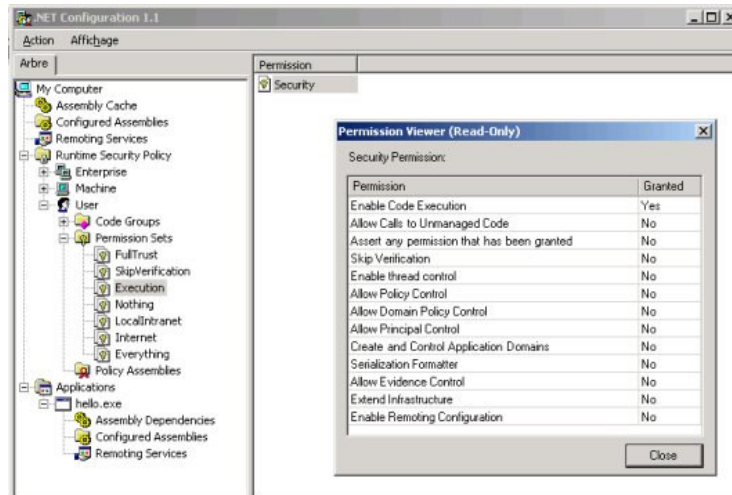 .NET Configuration 1.1
Action Affichage
Arbre
Permission
My Computer
Assembly Cache
Configured Assemblies
Remoting Services
Runtime Security Policy
Enterprise
Machine
User
Code Groups
Permission Sets
FullTrust
SkipVerification
Execution
Nothing
LocalIntranet
Internet
Everything
Policy Assemblies
Applications
hello.exe
Assembly Dependencies
Configured Assemblies
Remoting Services
Security
Permission Viewer (Read-Only)
Security Permission:
Permission Granted
Enable Code Execution Yes
Allow Calls to Unmanaged Code No
Assert any permission that has been granted No
Skip Verification No
Enable thread control No
Allow Policy Control No
Allow Domain Policy Control No
Allow Principal Control No
Create and Control Application Domains No
Serialization Formatter No
Allow Evidence Control No
Extend Infrastructure No
Enable Remoting Configuration No
Close